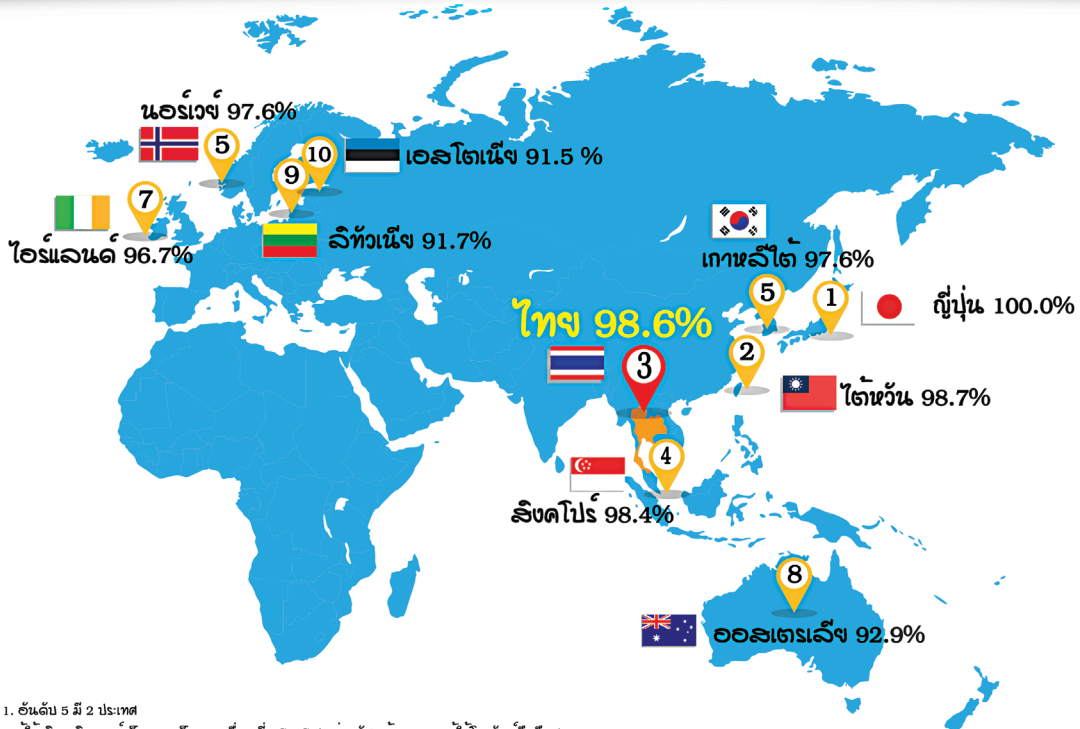 นอร์เวย์ 97.6%
5
10
เอสโตเนีย 91.5 %
9
7
ไอร์แลนด์ 96.7%
ลิทัวเนีย 91.7%
เกาหลีใต้ 97.6%
5
1
ญี่ปุ่น 100.0%
ไทย 98.6%
3
2
ไต้หวัน 98.7%
4
สิงคโปร์ 98.4%
8
ออสเตรเลีย 92.9%
1. อันดับ 5 มี 2 ประเทศ